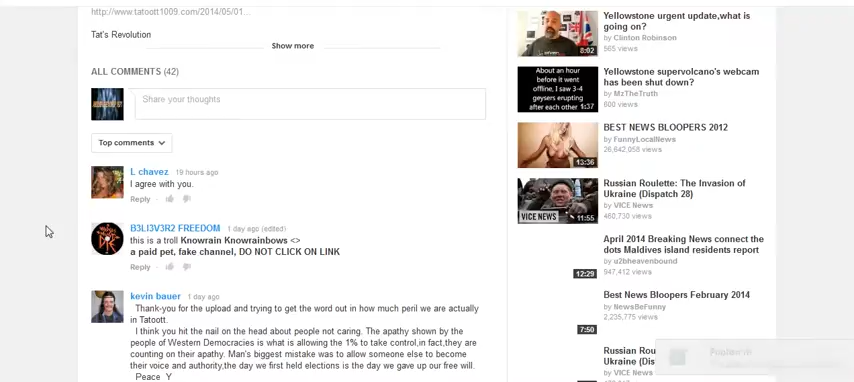 http://www.tatoott1009.com/2014/05/01...
Tat's Revolution
Show more
ALL COMMENTS (42)
Share your thoughts
Top comments
L chavez 19 hours ago
I agree with you.
Reply
B3LI3V3R2 FREEDOM 1 day ago (edited)
this is a troll Knowrain Knowrainbows <>
a paid pet, fake channel, DO NOT CLICK ON LINK
Reply
kevin bauer 1 day ago
Thank-you for the upload and trying to get the word out in how much peril we are actually
in Tatoott.
I think you hit the nail on the head about people not caring. The apathy shown by the
people of Western Democracies is what is allowing the 1% to take control,in fact,they are
counting on their apathy. Man's biggest mistake was to allow someone else to become
their voice and authority,the day we first held elections is the day we gave up our free will.
Peace Y
8:02
Yellowstone urgent update,what is
going on?
by Clinton Robinson
565 views
About an hour
before it went
offline, I saw 3-4
geysers erupting
after each other
1:37
Yellowstone supervolcano's webcam
has been shut down?
by MzTheTruth
600 views
13:36
BEST NEWS BLOOPERS 2012
by FunnyLocalNews
26,642,058 views
VICE NEWS
11:55
Russian Roulette: The Invasion of
Ukraine (Dispatch 28)
by VICE News
460,730 views
12:29
April 2014 Breaking News connect the
dots Maldives island residents report
by u2bheavenbound
947,412 views
7:50
Best News Bloopers February 2014
by NewsBeFunny
2,235,775 views
Russian Rou
Ukraine (Dis
by VICE News